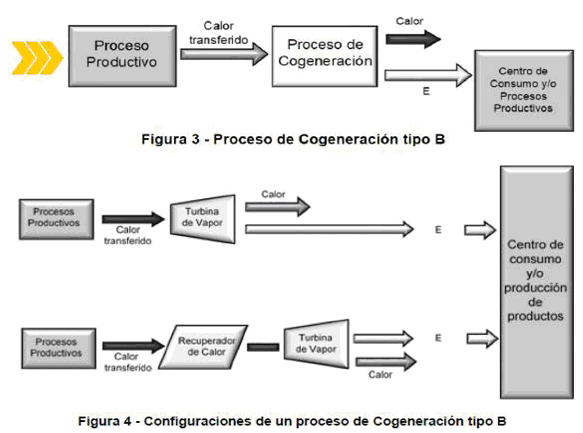 Proceso
Productivo
Calor
transferido
Proceso de
Cogeneración
Calor
E
Centro de
Consumo y/o
Procesos
Productivos
Figura 3 - Proceso de Cogeneración tipo B
Procesos
Productivos
Calor
transferido
Turbina
de Vapor
Calor
E
Centro de
consumo
y/o
producción
de
productos
Procesos
Productivos
Calor
transferido
Recuperador
de Calor
Turbina
de Vapor
E
Calor
Figura 4 - Configuraciones de un proceso de Cogeneración tipo B